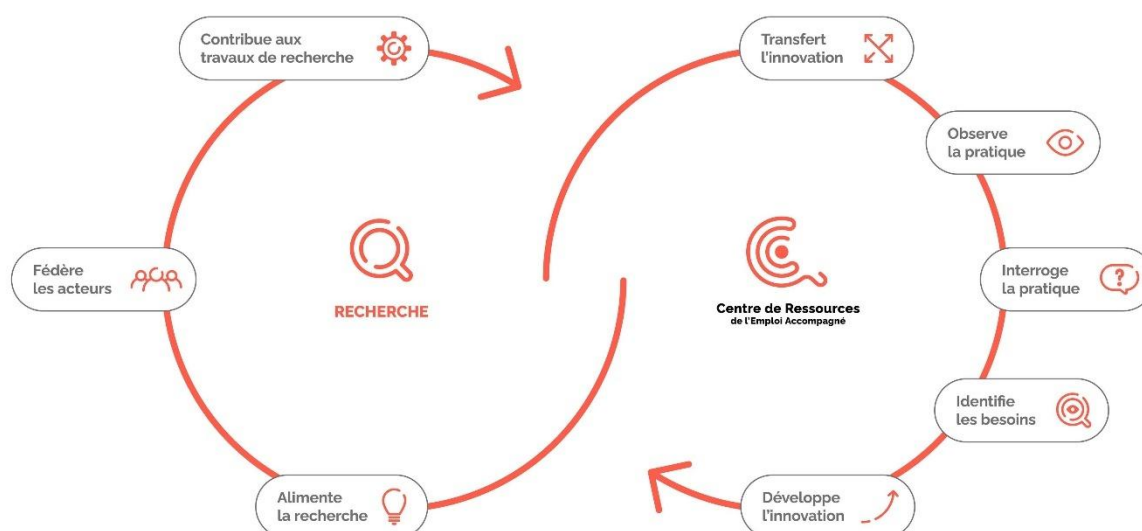 Contribue aux
travaux de recherche
Fédère
les acteurs
Alimente
la recherche
RECHERCHE
Transfert
l'innovation
Observe
la pratique
Interroge
la pratique
?
Identifie
les besoins
Développe
l'innovation
Centre de Ressources
de l'Emploi Accompagné